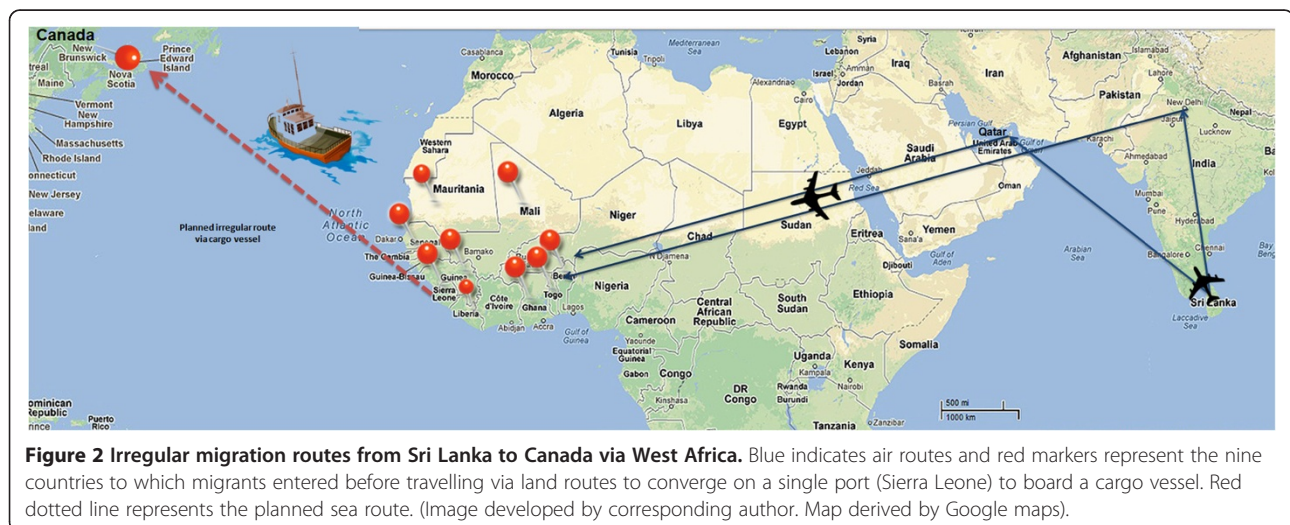 Canada
New
Brunswick
Prince
Edward
Island
treal
Maine
Nova
Scotia
Vermont
New
Hampshire
Massachusetts
Rhode Island
onnecticut
New Jersey
elaware
land
North
Atlantic
Ocean
Planned irregular route
via cargo vessel
ominican
Republic
nce
Puerto
Rico
Casablanca
Morocco
Algeria
Tunisia
Tripoli
Mediterranean
Sea
Libya
Alexandria
Cairo
Egypt
Western
Sahara
Mauritania
Mali
Niger
Chad
Sudan
Dakar
Senegal
The Gambia
Bamako
Guinea-Bissau
Guinea
Sierra
Leone
Liberia
Côte
d'Ivoire
Abidjan
Ghana
Accra
Togo
Benin
Nigeria
Lagos
Gulf of
Guinea
N'Djamena
Cameroon
Yaounde
Equatorial
Guinea
Gabon
Congo
Kinshasa
Central
African
Republic
South
Sudan
DR
Congo
Uganda
Kampala
Rwanda
Burundi
Kenya
Nairobi
Tanzania
Zanzibar
Ethiopia
Somalia
Eritrea
Djibouti
Syria
Lebanon
Israel
Amman
Jordan
Iraq
Iran
Saudi
Arabia
Jeddah
Red Sea
Persian Gulf
Qatar
United Arab
Emirates
Gulf of
Oman
Oman
Yemen
Sana'a
Gulf of
Aden
Afghanistan
Islamabad
Lahore
Pakistan
Karachi
New Delhi
Jaipur
Nepal
Lucknow
India
Ahmedabad
Mumbai
Pune
Hyderabad
Bangalore
Chennai
Ba
Bay
Arabian
Sea
Sri Lanka
Laccadive
Sea
500 mi
1000 km
Figure 2 Irregular migration routes from Sri Lanka to Canada via West Africa. Blue indicates air routes and red markers represent the nine
countries to which migrants entered before travelling via land routes to converge on a single port (Sierra Leone) to board a cargo vessel. Red
dotted line represents the planned sea route. (Image developed by corresponding author. Map derived by Google maps).